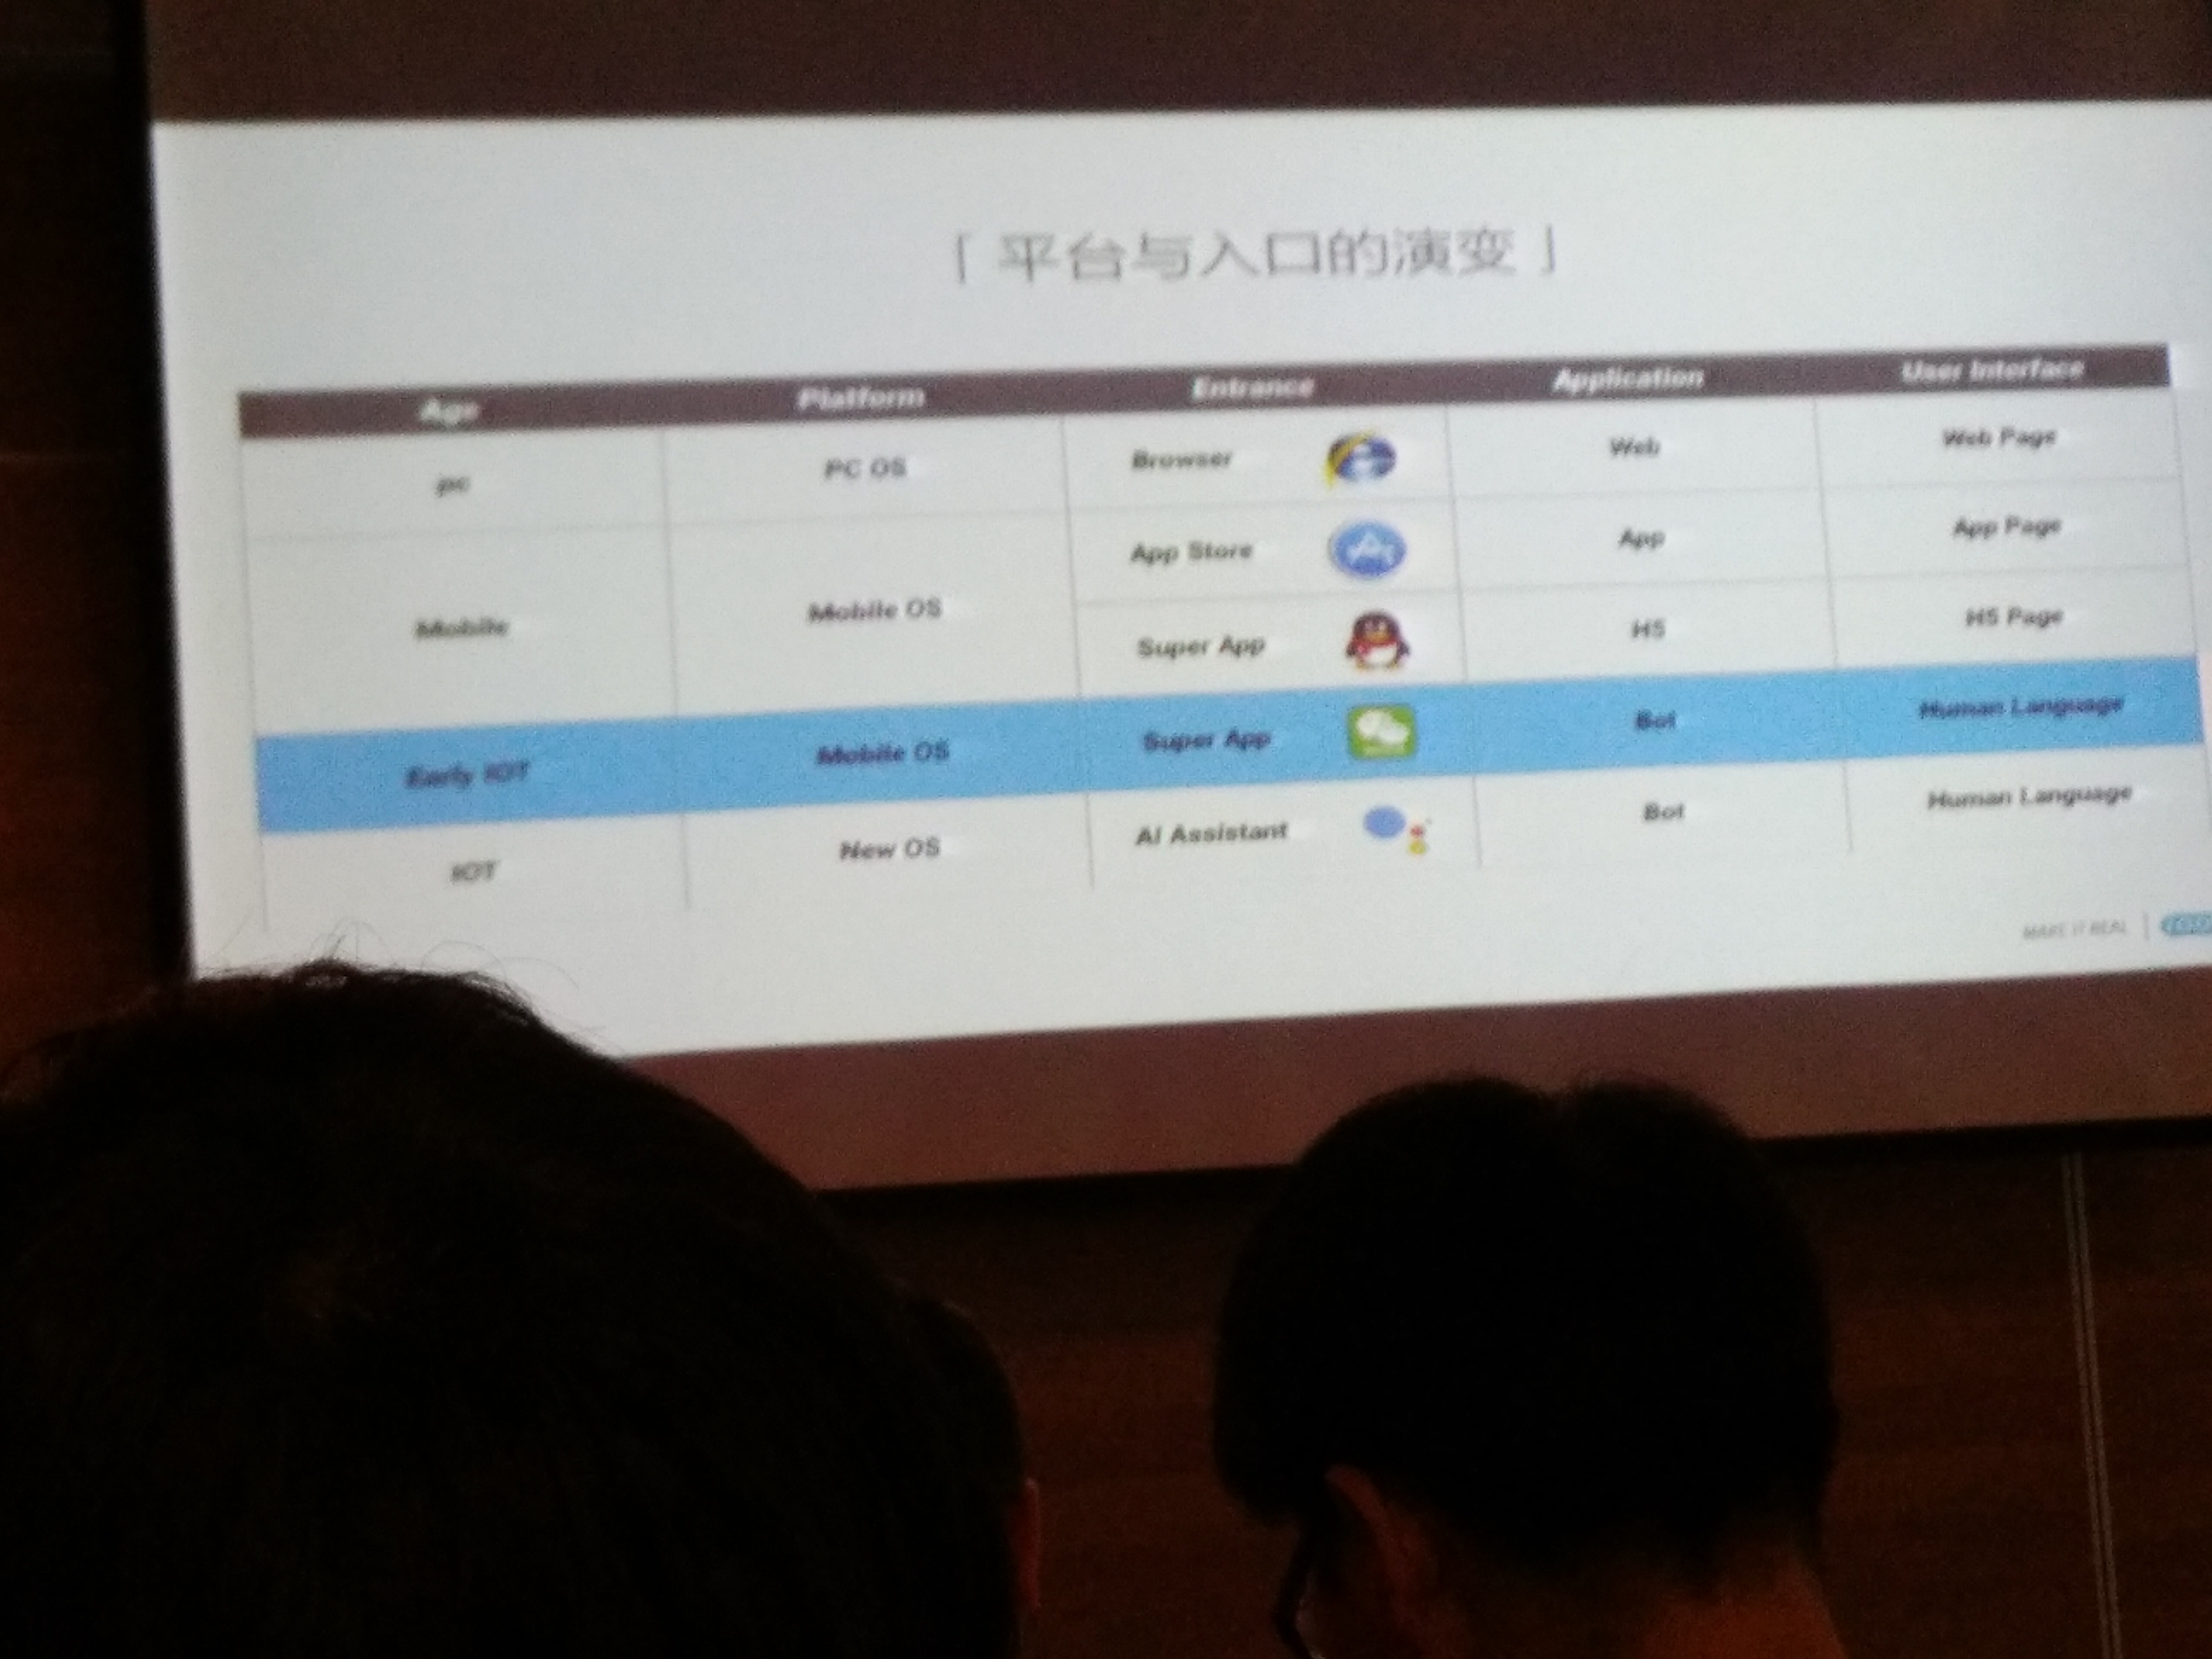 「平台与入口的演变」
Age Platform Entrance Application User Interface
pc PC OS Browser Web Web Page
App Store App App Page
Mobile Mobile OS
Super App H5 H5 Page
Early IOT Mobile OS Super App Bot Human Language
IOT New OS AI Assistant Bot Human Language
MAKE IT REAL